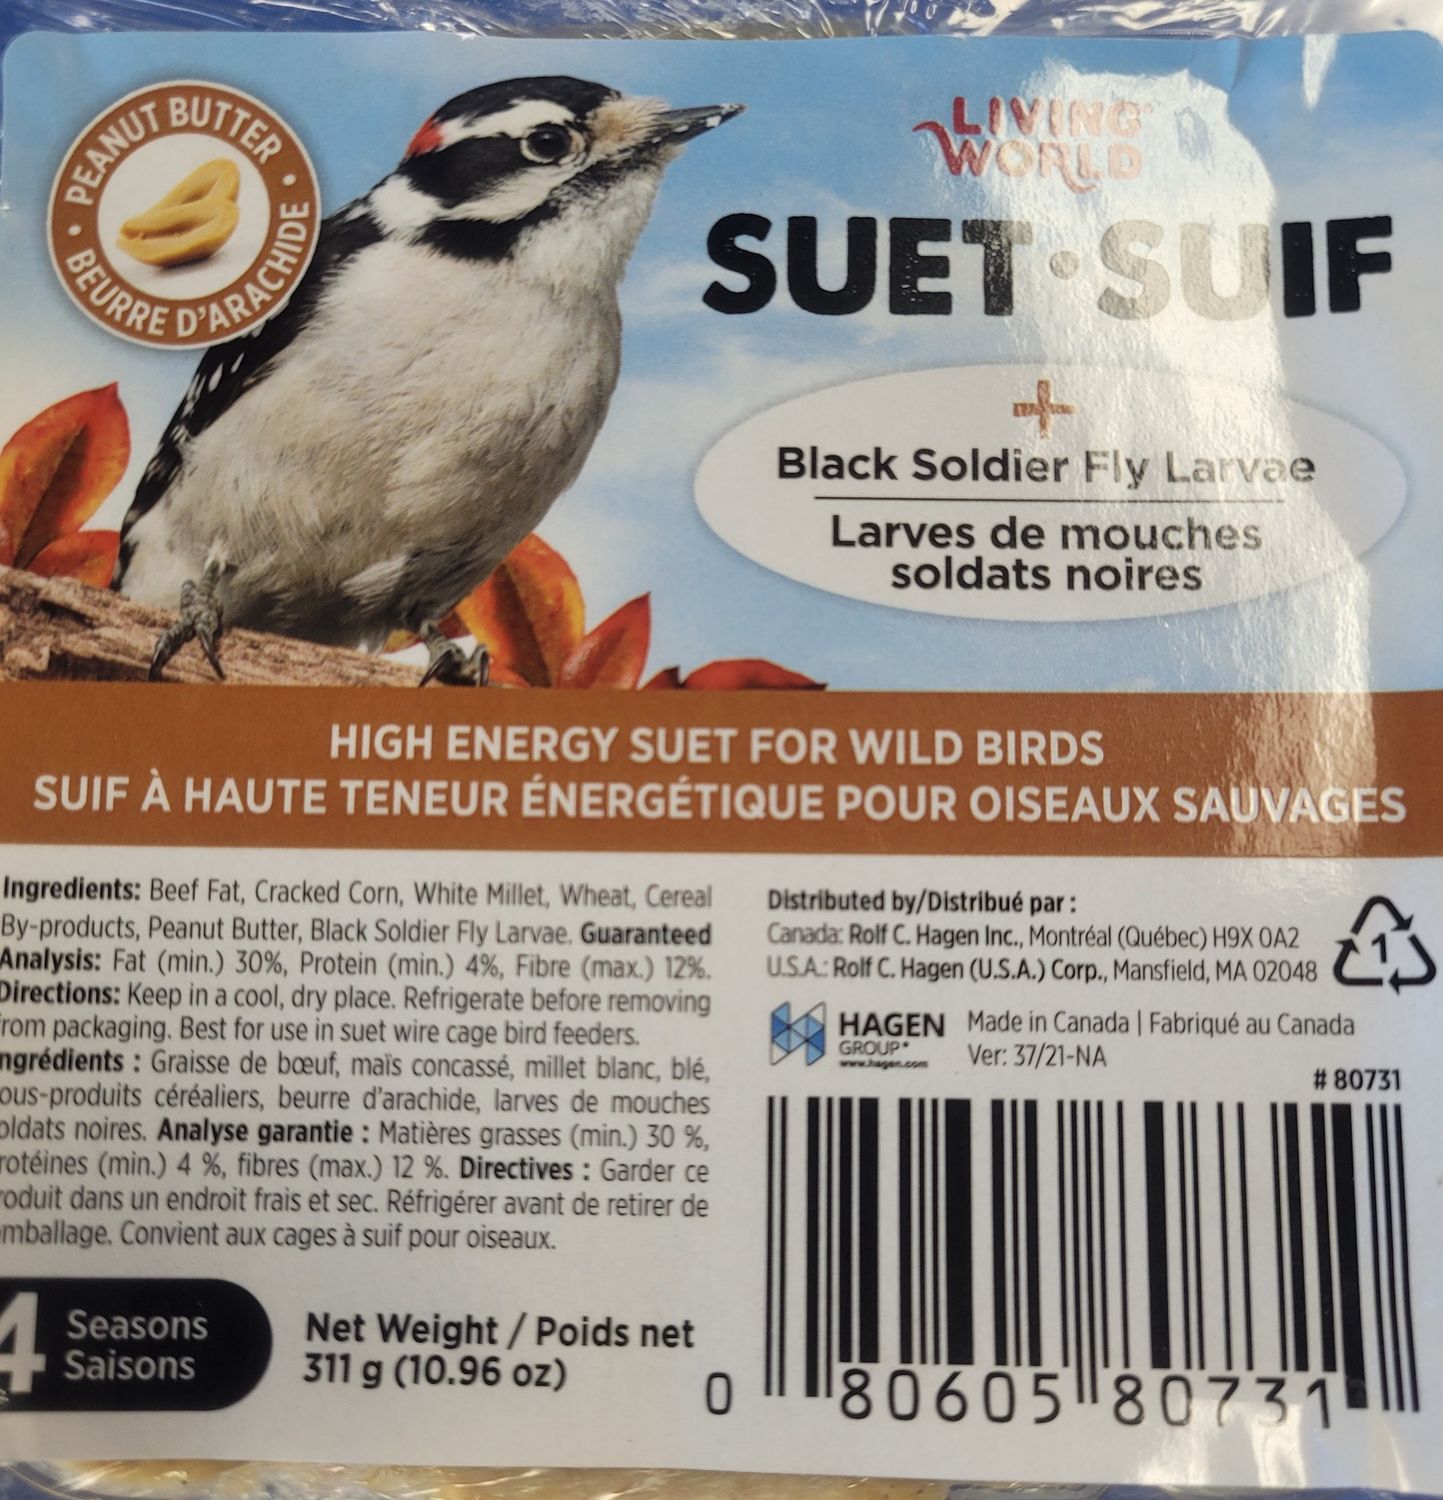 PEANUT BUTTER
BEURRE D'ARACHIDE
LIVING
WORLD
SUET•SUIF
+
Black Soldier Fly Larvae
Larves de mouches
soldats noires
HIGH ENERGY SUET FOR WILD BIRDS
SUIF À HAUTE TENEUR ÉNERGÉTIQUE POUR OISEAUX SAUVAGES
Ingredients: Beef Fat, Cracked Corn, White Millet, Wheat, Cereal
By-products, Peanut Butter, Black Soldier Fly Larvae. Guaranteed
Analysis: Fat (min.) 30%, Protein (min.) 4%, Fibre (max.) 12%.
Directions: Keep in a cool, dry place. Refrigerate before removing
rom packaging. Best for use in suet wire cage bird feeders.
ngrédients : Graisse de bœuf, maïs concassé, millet blanc, blé,
ous-produits céréaliers, beurre d'arachide, larves de mouches
oldats noires. Analyse garantie : Matières grasses (min.) 30 %,
rotéines (min.) 4 %, fibres (max.) 12 %. Directives : Garder ce
roduit dans un endroit frais et sec. Réfrigérer avant de retirer de
mballage. Convient aux cages à suif pour oiseaux.
4 Seasons
Saisons
Net Weight / Poids net
311 g (10.96 oz)
Distributed by/Distribué par :
Canada: Rolf C. Hagen Inc., Montréal (Québec) H9X 0A2
U.S.A.: Rolf C. Hagen (U.S.A.) Corp., Mansfield, MA 02048
1
HAGEN
GROUP
www.hagen.com
Made in Canada | Fabriqué au Canada
Ver: 37/21-NA
# 80731
0 80605 80731